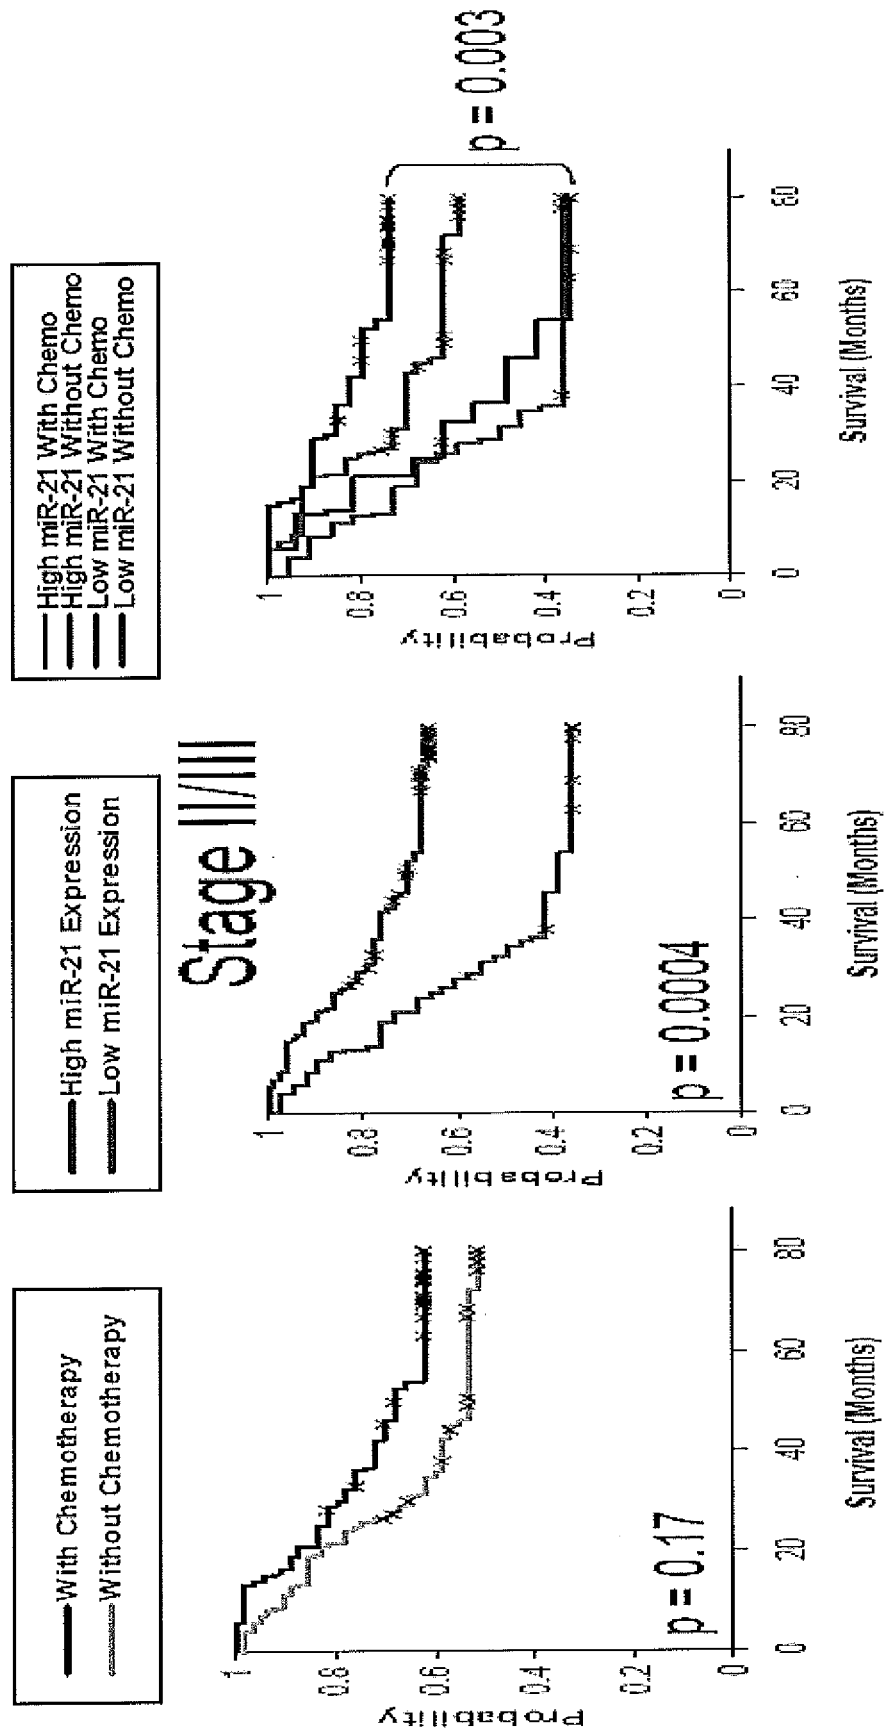 With Chemotherapy
Without Chemotherapy
Probability
1
0.8
0.6
0.4
0.2
0
p = 0.17
0 20 40 60 80
Survival (Months)
High miR-21 Expression
Low miR-21 Expression
Stage II/III
Probability
1
0.8
0.6
0.4
0.2
0
p = 0.0004
0 20 40 60 80
Survival (Months)
High miR-21 With Chemo
High miR-21 Without Chemo
Low miR-21 With Chemo
Low miR-21 Without Chemo
Probability
1
0.8
0.6
0.4
0.2
0
p = 0.003
0 20 40 60 80
Survival (Months)